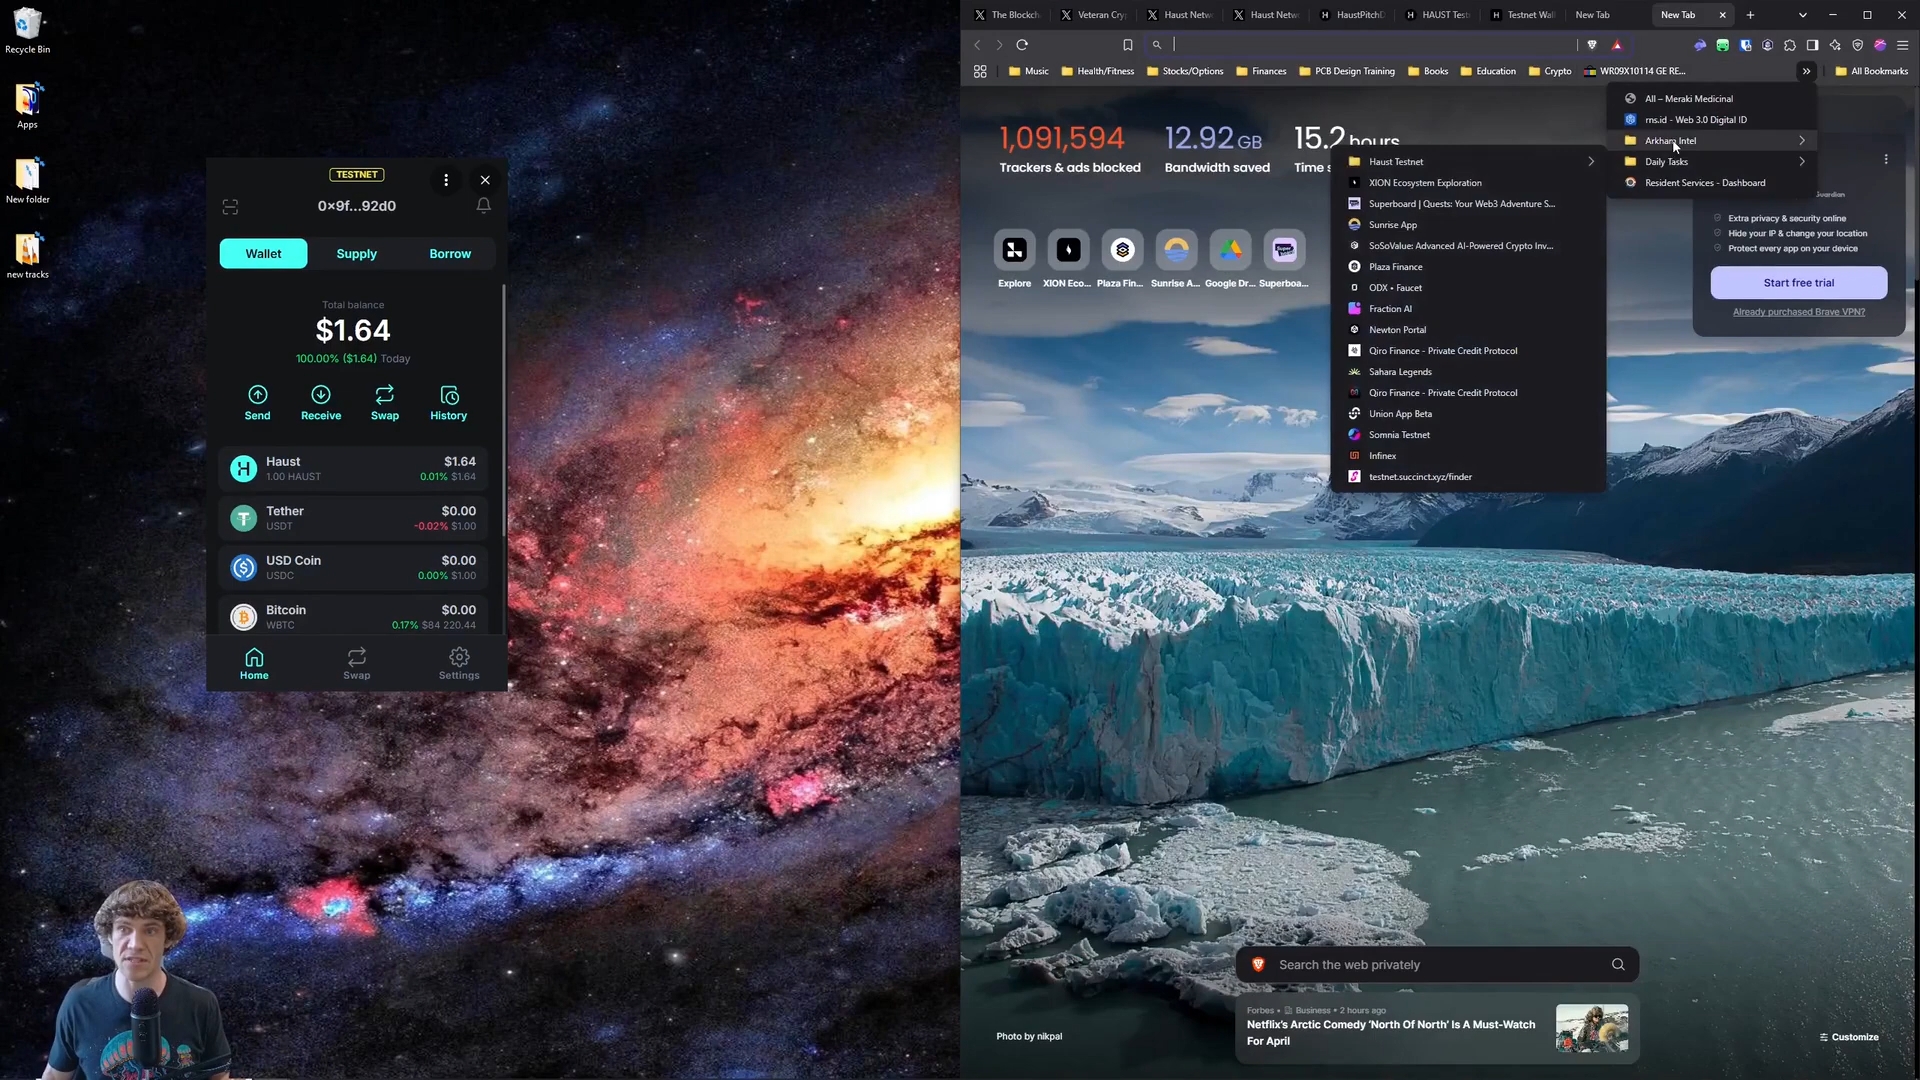 Recycle Bin
Apps
New folder
new tracks
TESTNET
0×9f...92d0
Wallet
Supply
Borrow
Total balance
$1.64
100.00% ($1.64) Today
Send
Receive
Swap
History
Haust
$1.64
1.00 HAUST
0.01% $1.64
Tether
$0.00
USDT
-0.02% $1.00
USD Coin
$0.00
USDC
0.00% $1.00
Bitcoin
$0.00
WBTC
0.17% $84 220.44
Home
Swap
Settings
The Blockch
Veteran Cry
Haust Netw
Haust Netw
HaustPitchD
HAUST Test
Testnet Wal
New Tab
New Tab
Music
Health/Fitness
Stocks/Options
Finances
PCB Design Training
Books
Education
Crypto
WR09X10114 GE RE...
All Bookmarks
1,091,594
Trackers & ads blocked
12.92 GB
Bandwidth saved
15.2 hours
Time s
Explore
XION Eco...
Plaza Fin...
Sunrise A...
Google Dr...
Superboa...
Haust Testnet
XION Ecosystem Exploration
Superboard | Quests: Your Web3 Adventure S...
Sunrise App
SoSoValue: Advanced AI-Powered Crypto Inv...
Plaza Finance
ODX • Faucet
Fraction AI
Newton Portal
Qiro Finance - Private Credit Protocol
Sahara Legends
Qiro Finance - Private Credit Protocol
Union App Beta
Somnia Testnet
Infinex
testnet.succinct.xyz/finder
All – Meraki Medicinal
rns.id - Web 3.0 Digital ID
Arkham Intel
Daily Tasks
Resident Services - Dashboard
Guardian
Extra privacy & security online
Hide your IP & change your location
Protect every app on your device
Start free trial
Already purchased Brave VPN?
Search the web privately
Forbes • Business • 2 hours ago
Netflix's Arctic Comedy 'North Of North' Is A Must-Watch
For April
Photo by nikpal
Customize